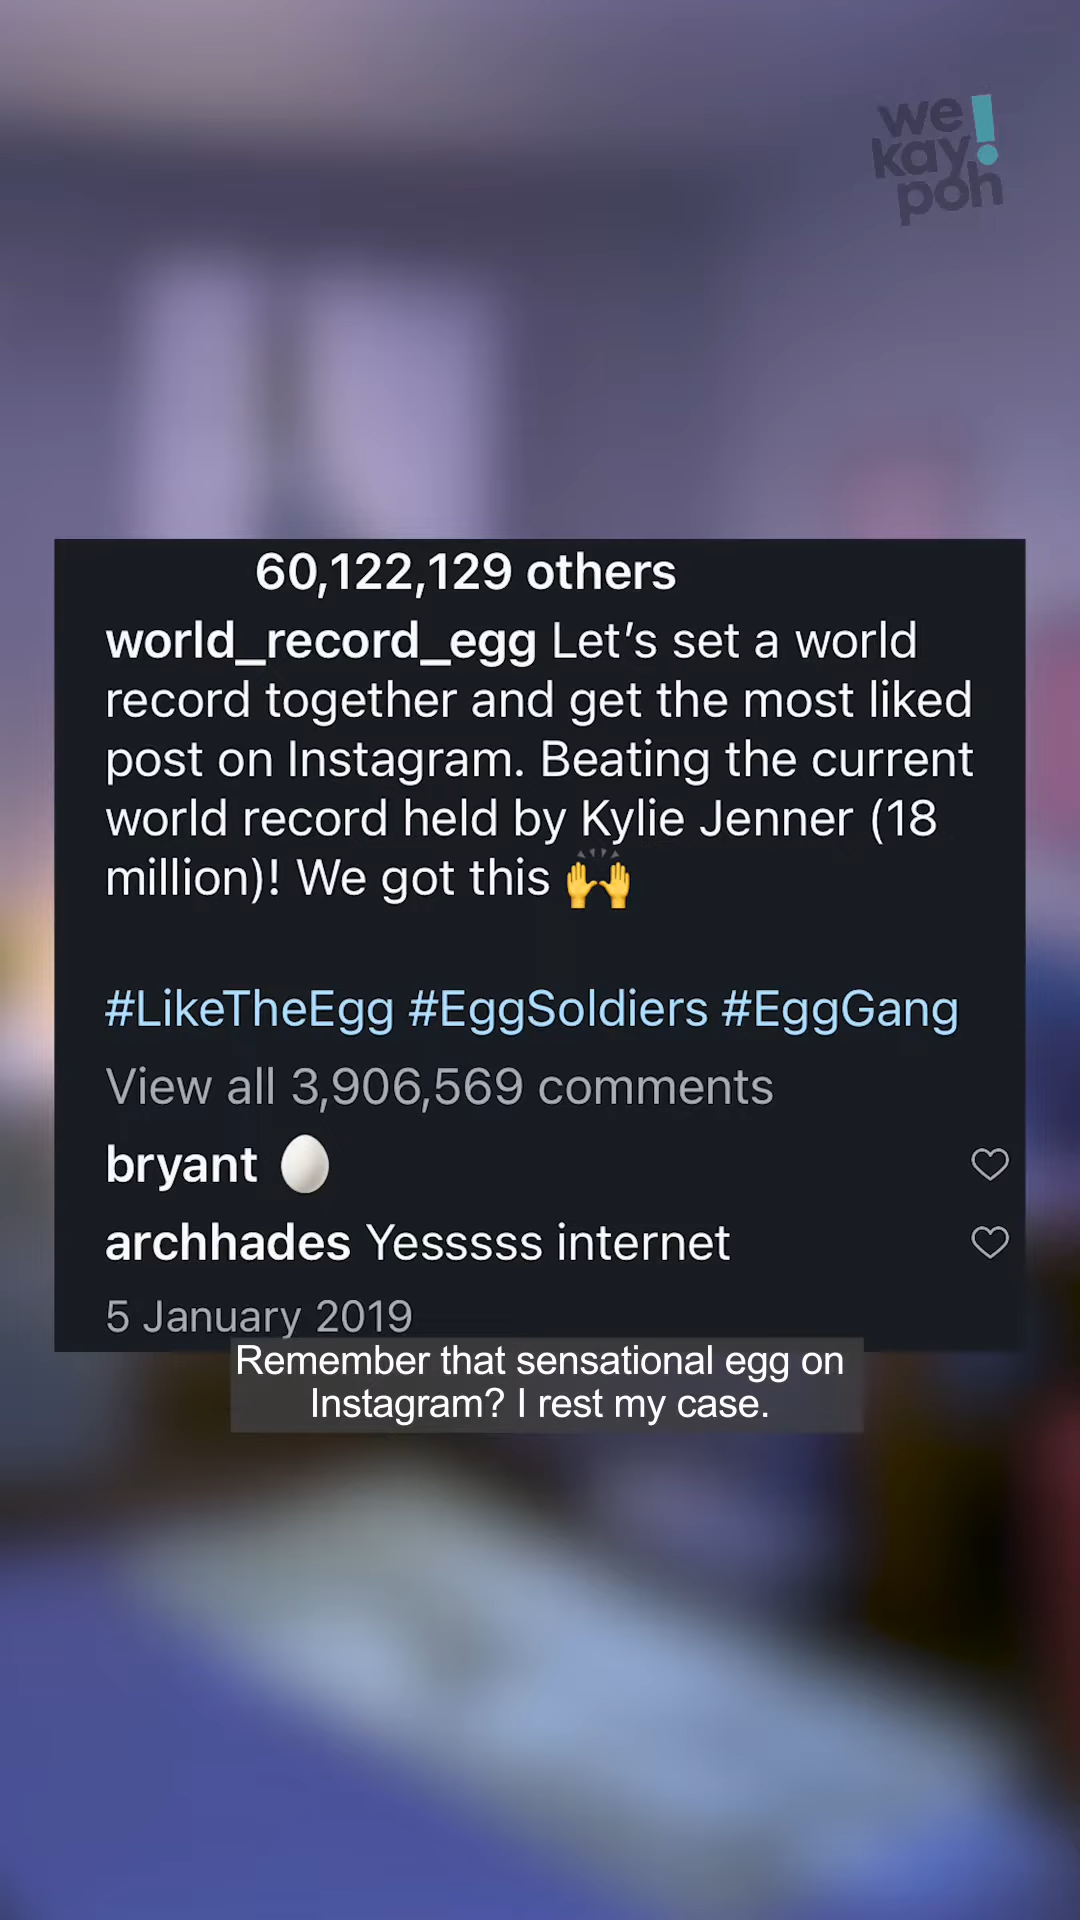 we
kay!
poh
60,122,129 others
world_record_egg Let’s set a world
record together and get the most liked
post on Instagram. Beating the current
world record held by Kylie Jenner (18
million)! We got this 🙌
#LikeTheEgg #EggSoldiers #EggGang
View all 3,906,569 comments
bryant 🥚
archhades Yesssss internet
5 January 2019
Remember that sensational egg on
Instagram? I rest my case.